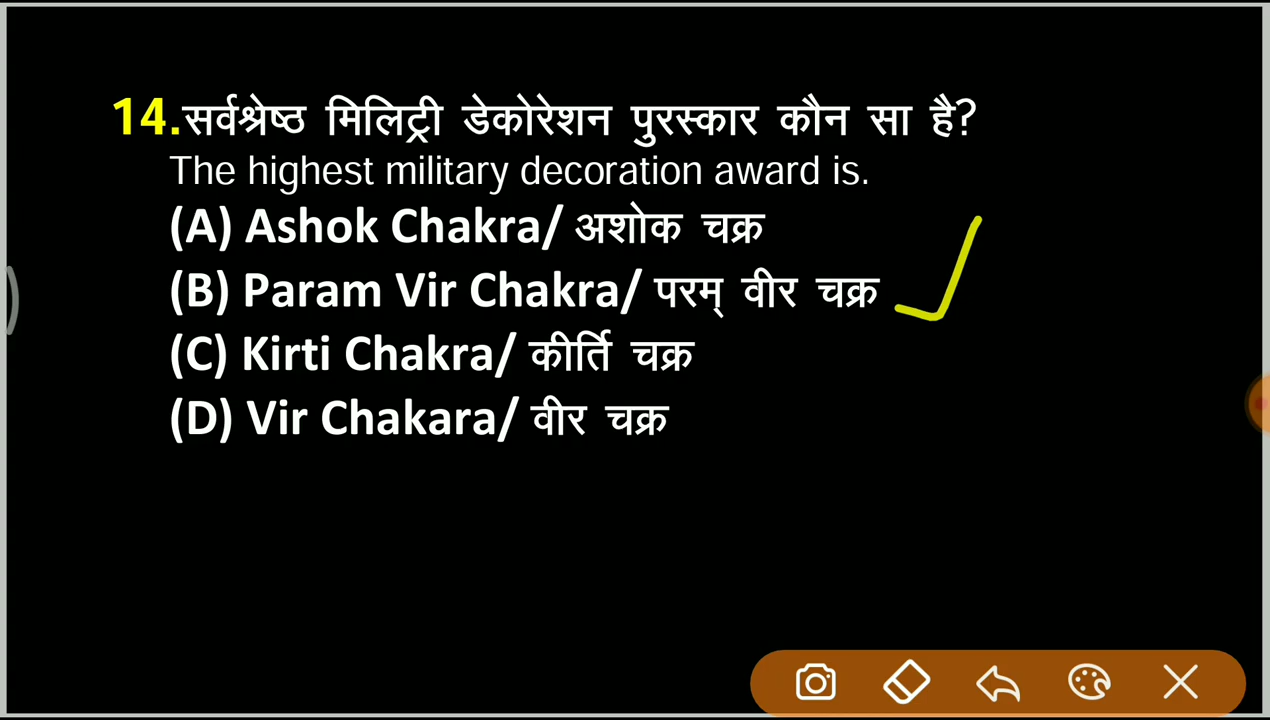 14.सर्वश्रेष्ठ मिलिट्री डेकोरेशन पुरस्कार कौन सा है?
The highest military decoration award is.
(A) Ashok Chakra/ अशोक चक्र
(B) Param Vir Chakra/ परम् वीर चक्र
(C) Kirti Chakra/ कीर्ति चक्र
(D) Vir Chakara/ वीर चक्र